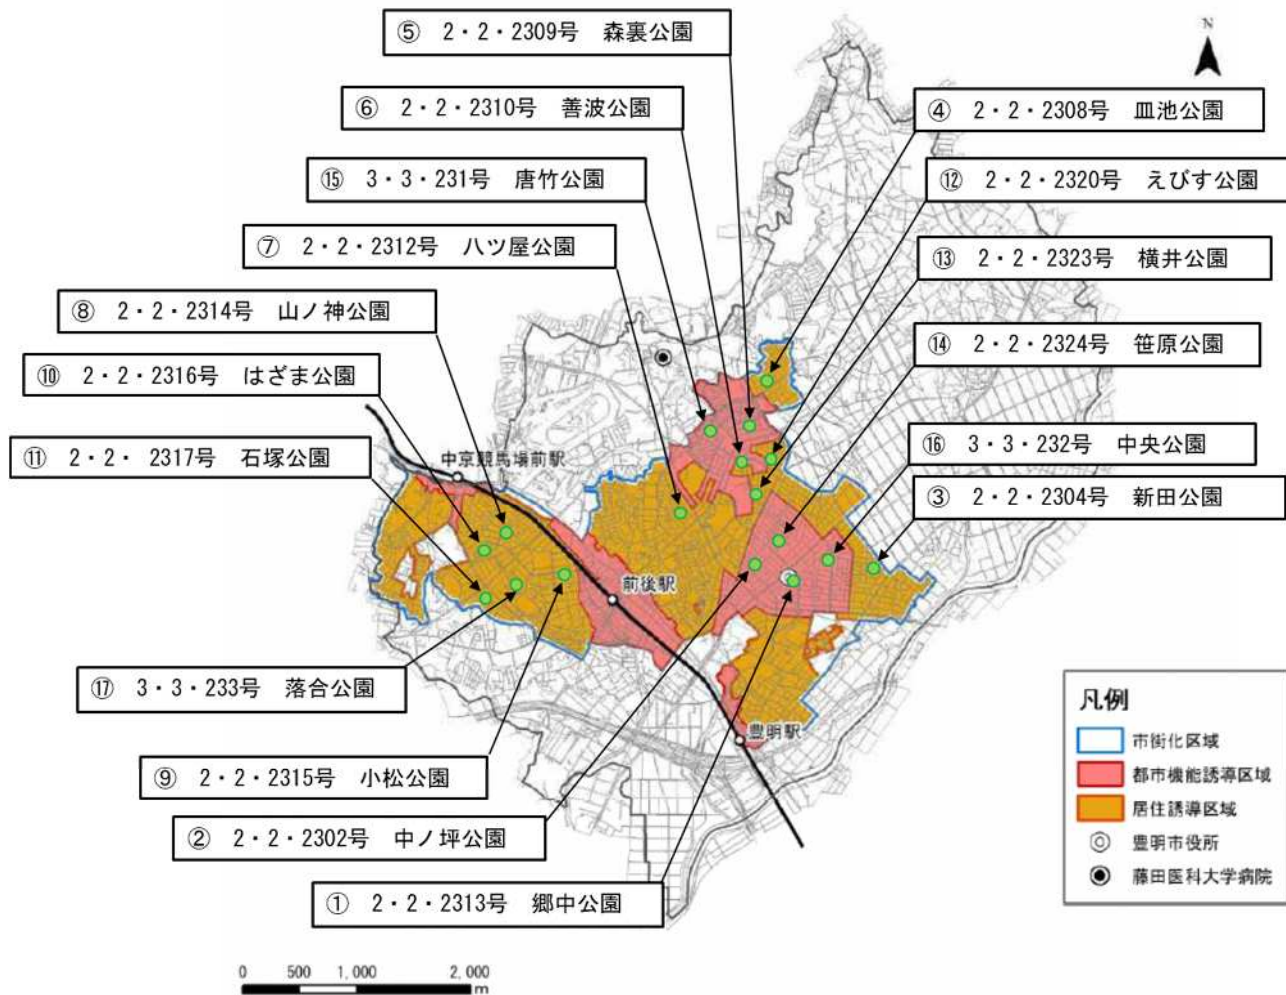 ⑤ 2・2・2309号 森裏公園
N
⑥ 2・2・2310号 善波公園
④ 2・2・2308号 皿池公園
⑮ 3・3・231号 唐竹公園
⑫ 2・2・2320号 えびす公園
⑦ 2・2・2312号 八ツ屋公園
⑬ 2・2・2323号 横井公園
⑧ 2・2・2314号 山ノ神公園
⑭ 2・2・2324号 笹原公園
⑩ 2・2・2316号 はざま公園
⑯ 3・3・232号 中央公園
⑪ 2・2・ 2317号 石塚公園
中京競馬場前駅
③ 2・2・2304号 新田公園
前後駅
⑰ 3・3・233号 落合公園
豊明駅
⑨ 2・2・2315号 小松公園
② 2・2・2302号 中ノ坪公園
① 2・2・2313号 郷中公園
凡例
市街化区域
都市機能誘導区域
居住誘導区域
豊明市役所
藤田医科大学病院
0 500 1,000 2,000
m